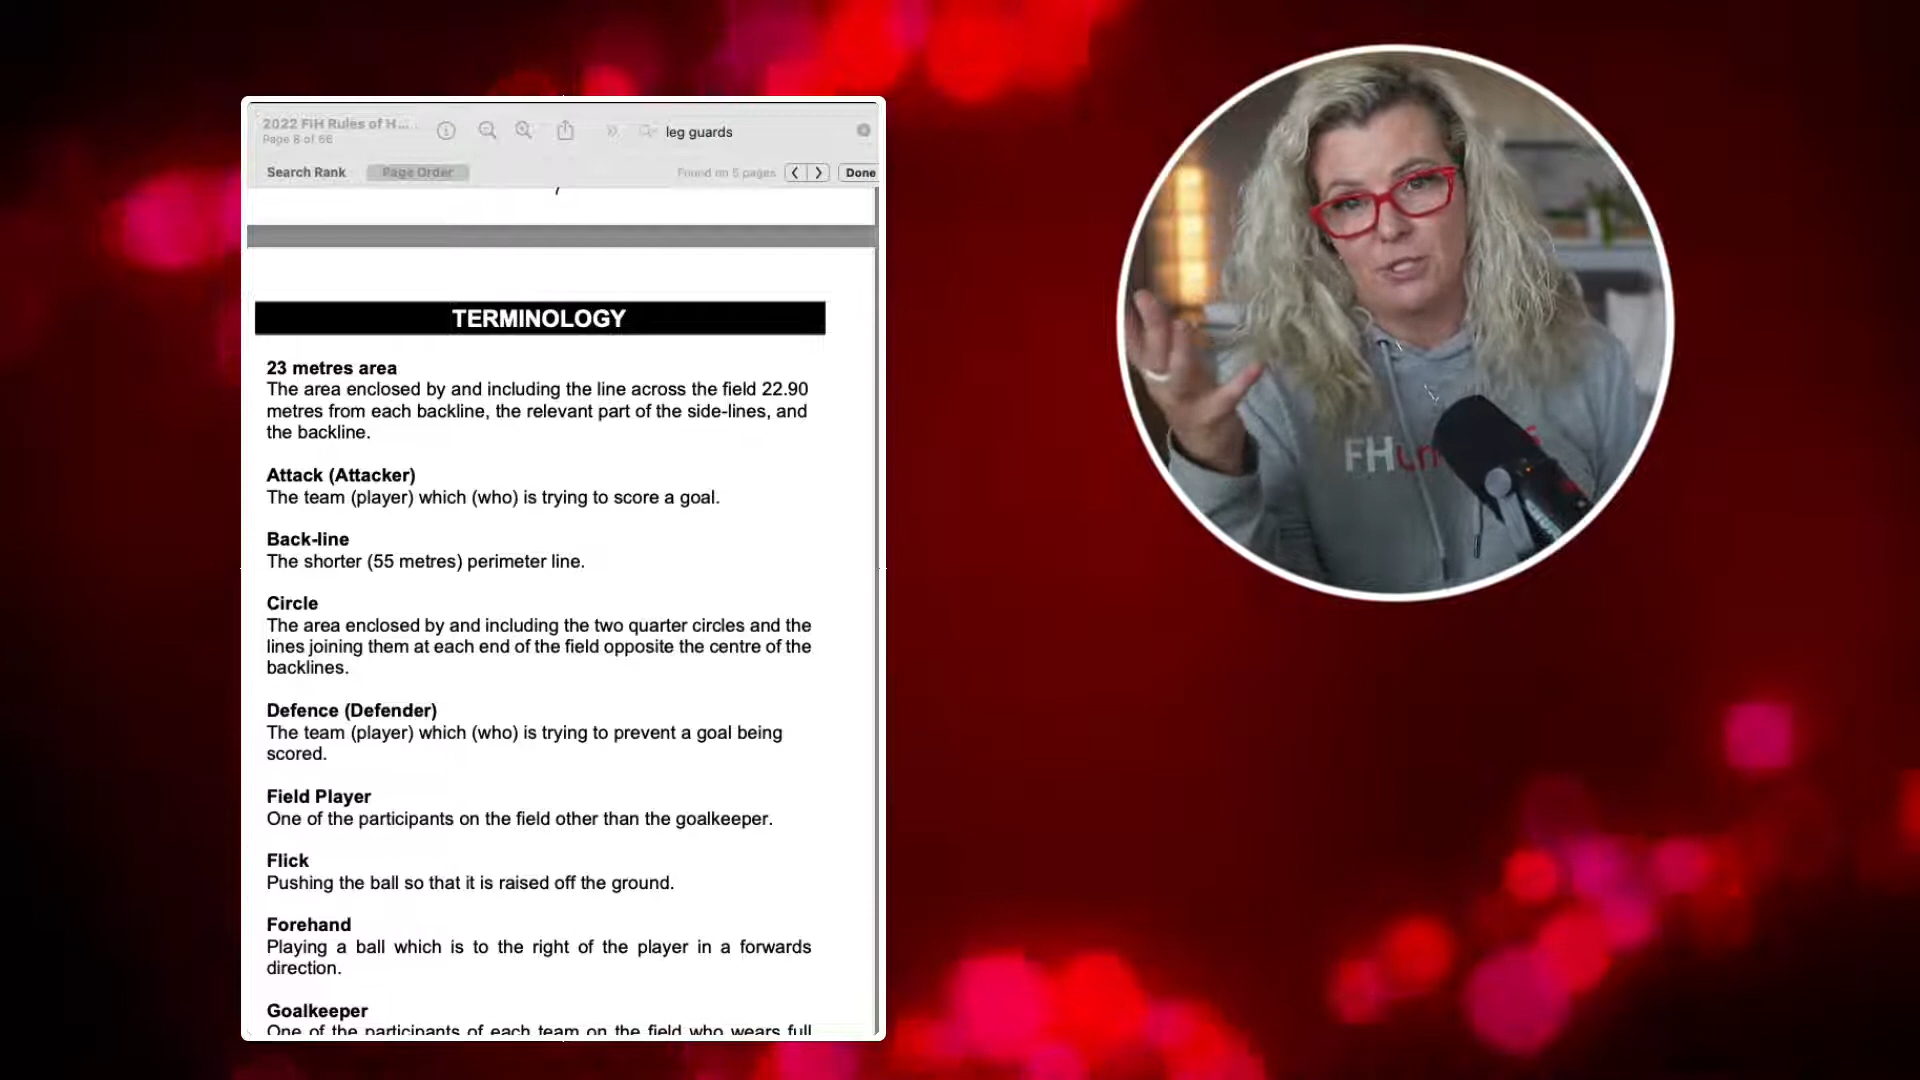 2022 FIH Rules of H...
Page 8 of 66
leg guards
Search Rank
Page Order
Found on 5 pages
Done
TERMINOLOGY
23 metres area
The area enclosed by and including the line across the field 22.90
metres from each backline, the relevant part of the side-lines, and
the backline.
Attack (Attacker)
The team (player) which (who) is trying to score a goal.
Back-line
The shorter (55 metres) perimeter line.
Circle
The area enclosed by and including the two quarter circles and the
lines joining them at each end of the field opposite the centre of the
backlines.
Defence (Defender)
The team (player) which (who) is trying to prevent a goal being
scored.
Field Player
One of the participants on the field other than the goalkeeper.
Flick
Pushing the ball so that it is raised off the ground.
Forehand
Playing a ball which is to the right of the player in a forwards
direction.
Goalkeeper
One of the participants of each team on the field who wears full